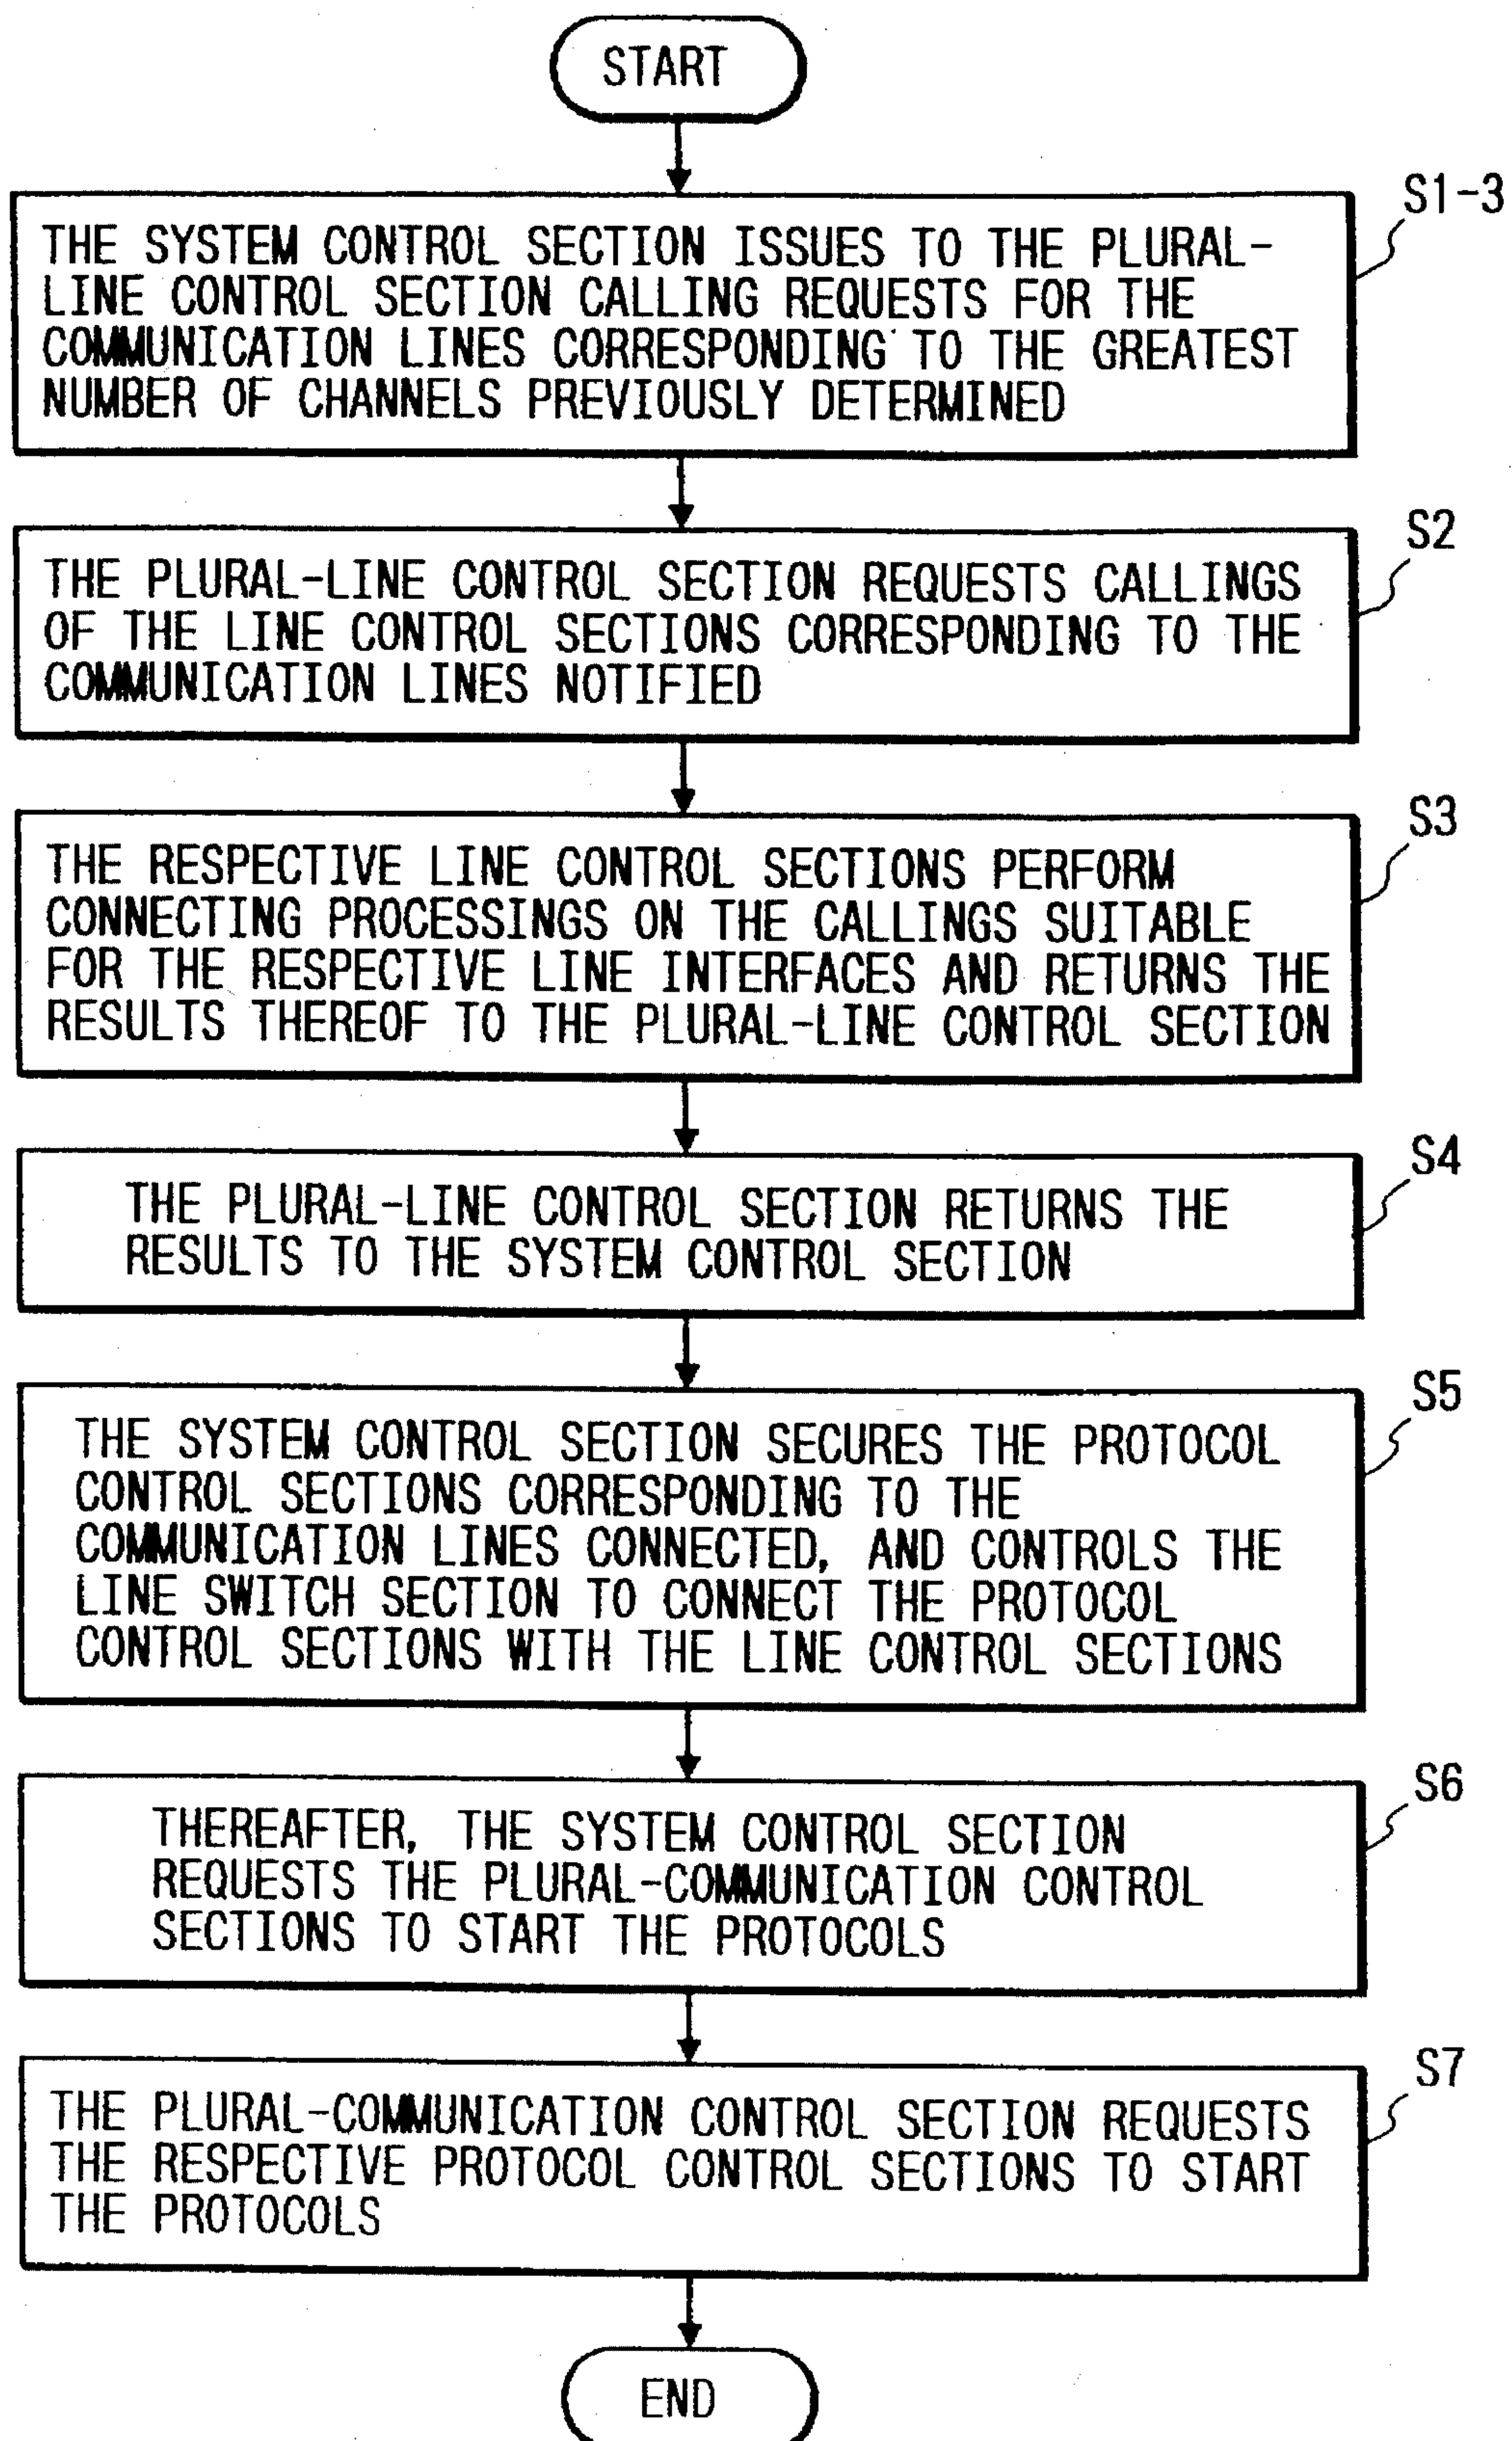 START
S1-3
THE SYSTEM CONTROL SECTION ISSUES TO THE PLURAL-
LINE CONTROL SECTION CALLING REQUESTS FOR THE
COMMUNICATION LINES CORRESPONDING TO THE GREATEST
NUMBER OF CHANNELS PREVIOUSLY DETERMINED
S2
THE PLURAL-LINE CONTROL SECTION REQUESTS CALLINGS
OF THE LINE CONTROL SECTIONS CORRESPONDING TO THE
COMMUNICATION LINES NOTIFIED
S3
THE RESPECTIVE LINE CONTROL SECTIONS PERFORM
CONNECTING PROCESSINGS ON THE CALLINGS SUITABLE
FOR THE RESPECTIVE LINE INTERFACES AND RETURNS THE
RESULTS THEREOF TO THE PLURAL-LINE CONTROL SECTION
S4
THE PLURAL-LINE CONTROL SECTION RETURNS THE
RESULTS TO THE SYSTEM CONTROL SECTION
S5
THE SYSTEM CONTROL SECTION SECURES THE PROTOCOL
CONTROL SECTIONS CORRESPONDING TO THE
COMMUNICATION LINES CONNECTED, AND CONTROLS THE
LINE SWITCH SECTION TO CONNECT THE PROTOCOL
CONTROL SECTIONS WITH THE LINE CONTROL SECTIONS
S6
THEREAFTER, THE SYSTEM CONTROL SECTION
REQUESTS THE PLURAL-COMMUNICATION CONTROL
SECTIONS TO START THE PROTOCOLS
S7
THE PLURAL-COMMUNICATION CONTROL SECTION REQUESTS
THE RESPECTIVE PROTOCOL CONTROL SECTIONS TO START
THE PROTOCOLS
END